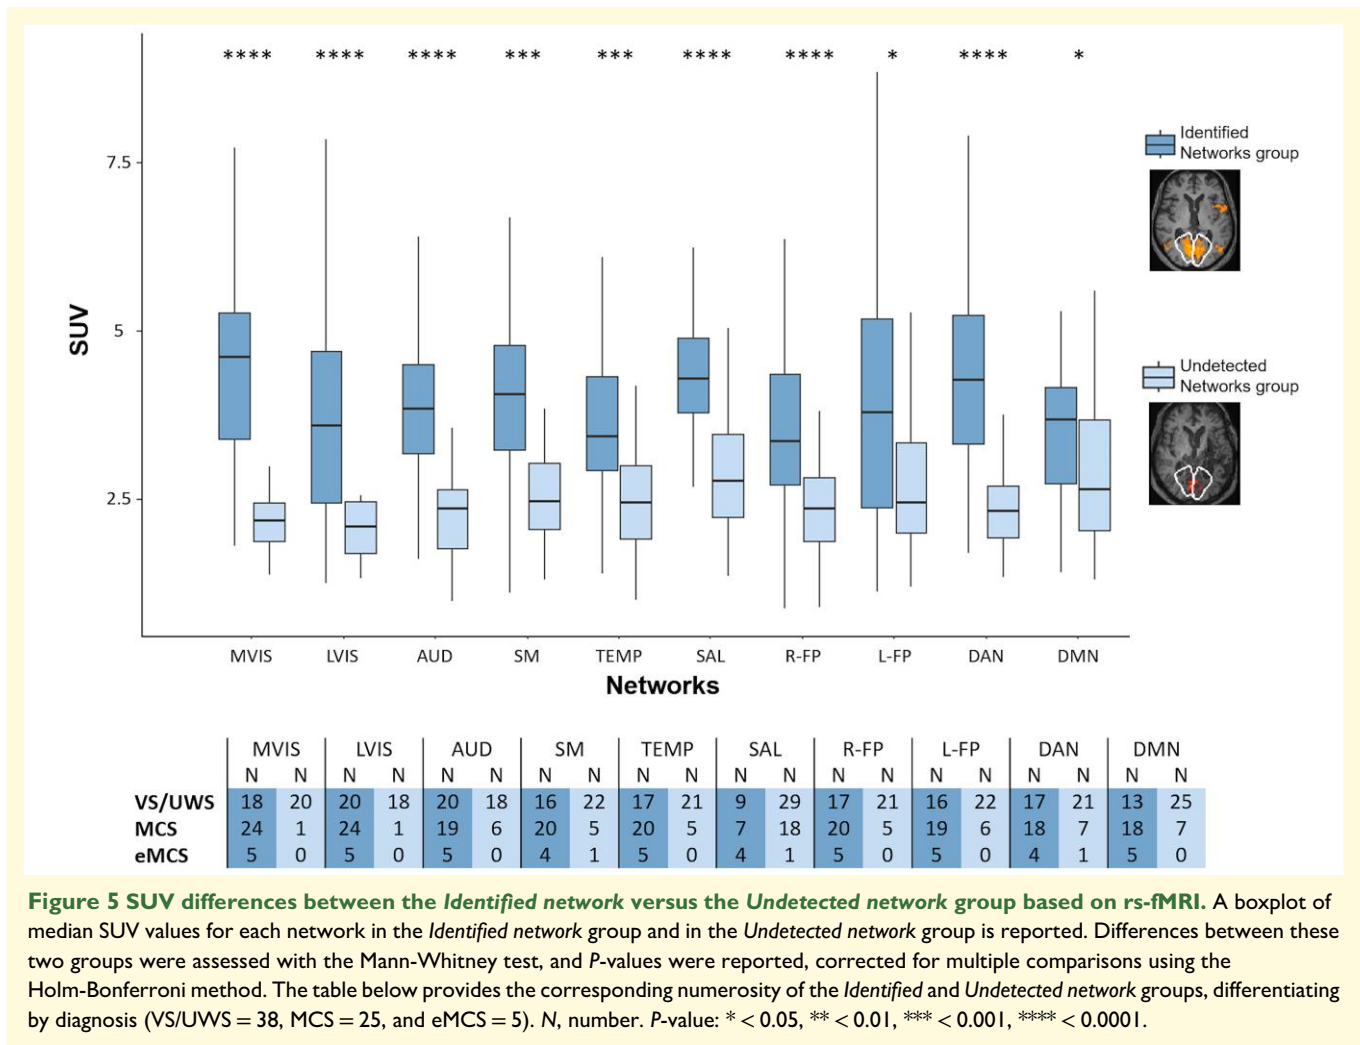 **** **** **** *** *** **** **** * **** *
SUV
7.5
5
2.5
Identified
Networks group
Undetected
Networks group
MVIS LVIS AUD SM TEMP SAL R-FP L-FP DAN DMN
Networks
MVIS LVIS AUD SM TEMP SAL R-FP L-FP DAN DMN
N N N N N N N N N N N N N N N N N N N N
VS/UWS 18 20 20 18 20 18 16 22 17 21 9 29 17 21 16 22 17 21 13 25
MCS 24 1 24 1 19 6 20 5 20 5 7 18 20 5 19 6 18 7 18 7
eMCS 5 0 5 0 5 0 4 1 5 0 4 1 5 0 5 0 4 1 5 0
Figure 5 SUV differences between the Identified network versus the Undetected network group based on rs-fMRI. A boxplot of
median SUV values for each network in the Identified network group and in the Undetected network group is reported. Differences between these
two groups were assessed with the Mann-Whitney test, and P-values were reported, corrected for multiple comparisons using the
Holm-Bonferroni method. The table below provides the corresponding numerosity of the Identified and Undetected network groups, differentiating
by diagnosis (VS/UWS = 38, MCS = 25, and eMCS = 5). N, number. P-value: * < 0.05, ** < 0.01, *** < 0.001, **** < 0.0001.